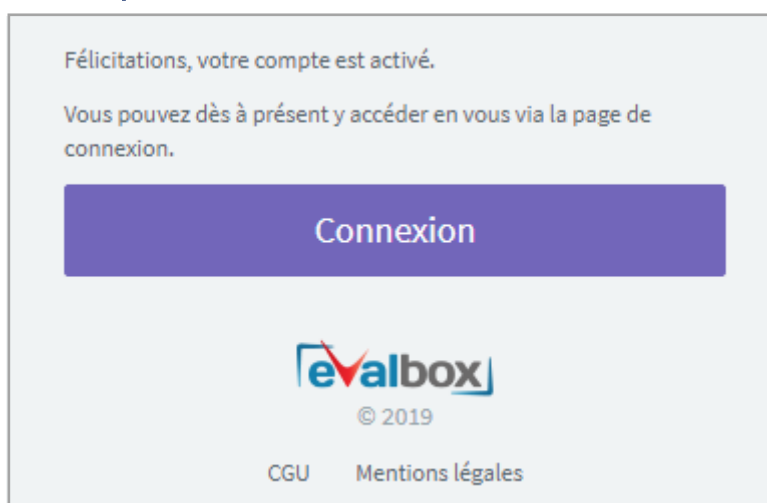 Félicitations, votre compte est activé.
Vous pouvez dès à présent y accéder en vous via la page de
connexion.
Connexion
evalbox
© 2019
CGU Mentions légales